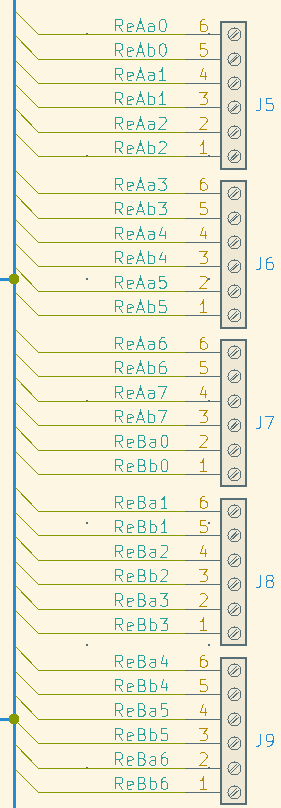 ReAa0 6
ReAb0 5
ReAa1 4
ReAb1 3 J5
ReAa2 2
ReAb2 1
ReAa3 6
ReAb3 5
ReAa4 4
ReAb4 3 J6
ReAa5 2
ReAb5 1
ReAa6 6
ReAb6 5
ReAa7 4
ReAb7 3 J7
ReBa0 2
ReBb0 1
ReBa1 6
ReBb1 5
ReBa2 4
ReBb2 3 J8
ReBa3 2
ReBb3 1
ReBa4 6
ReBb4 5
ReBa5 4
ReBb5 3 J9
ReBa6 2
ReBb6 1